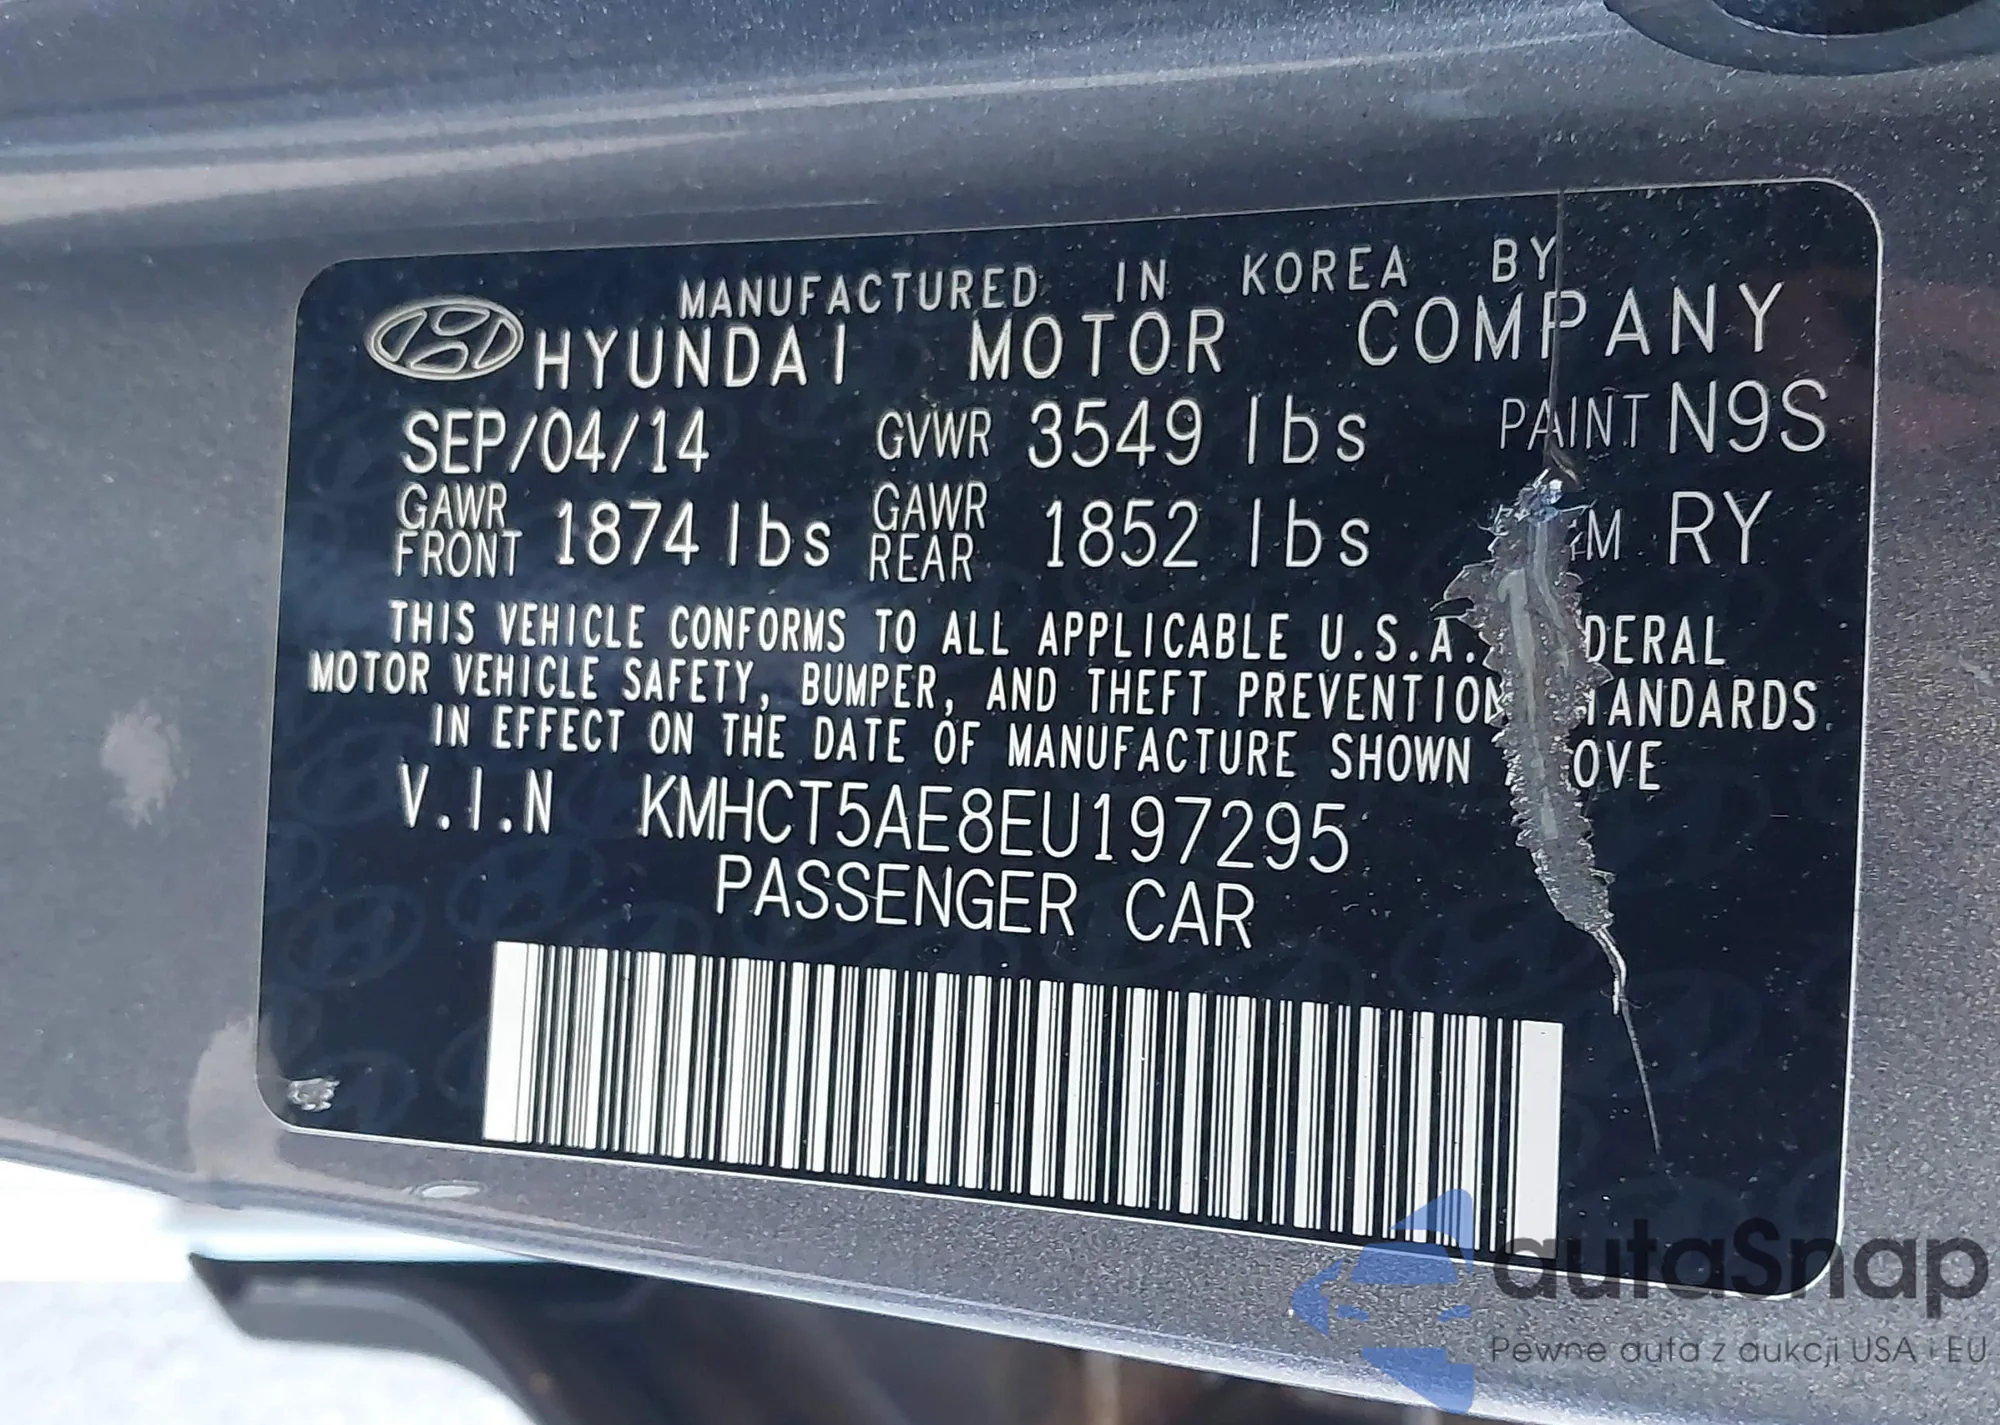 MANUFACTURED IN KOREA BY
HYUNDAI MOTOR COMPANY
SEP/04/14 GVWR 3549 lbs PAINT N9S
GAWR FRONT 1874 lbs GAWR REAR 1852 lbs RY
THIS VEHICLE CONFORMS TO ALL APPLICABLE U.S.A. DERAL
MOTOR VEHICLE SAFETY, BUMPER, AND THEFT PREVENTION TANDARDS
IN EFFECT ON THE DATE OF MANUFACTURE SHOWN OVE
V.I.N KMHCT5AE8EU197295
PASSENGER CAR
autaSnap
Pewne auta z aukcji USA i EU